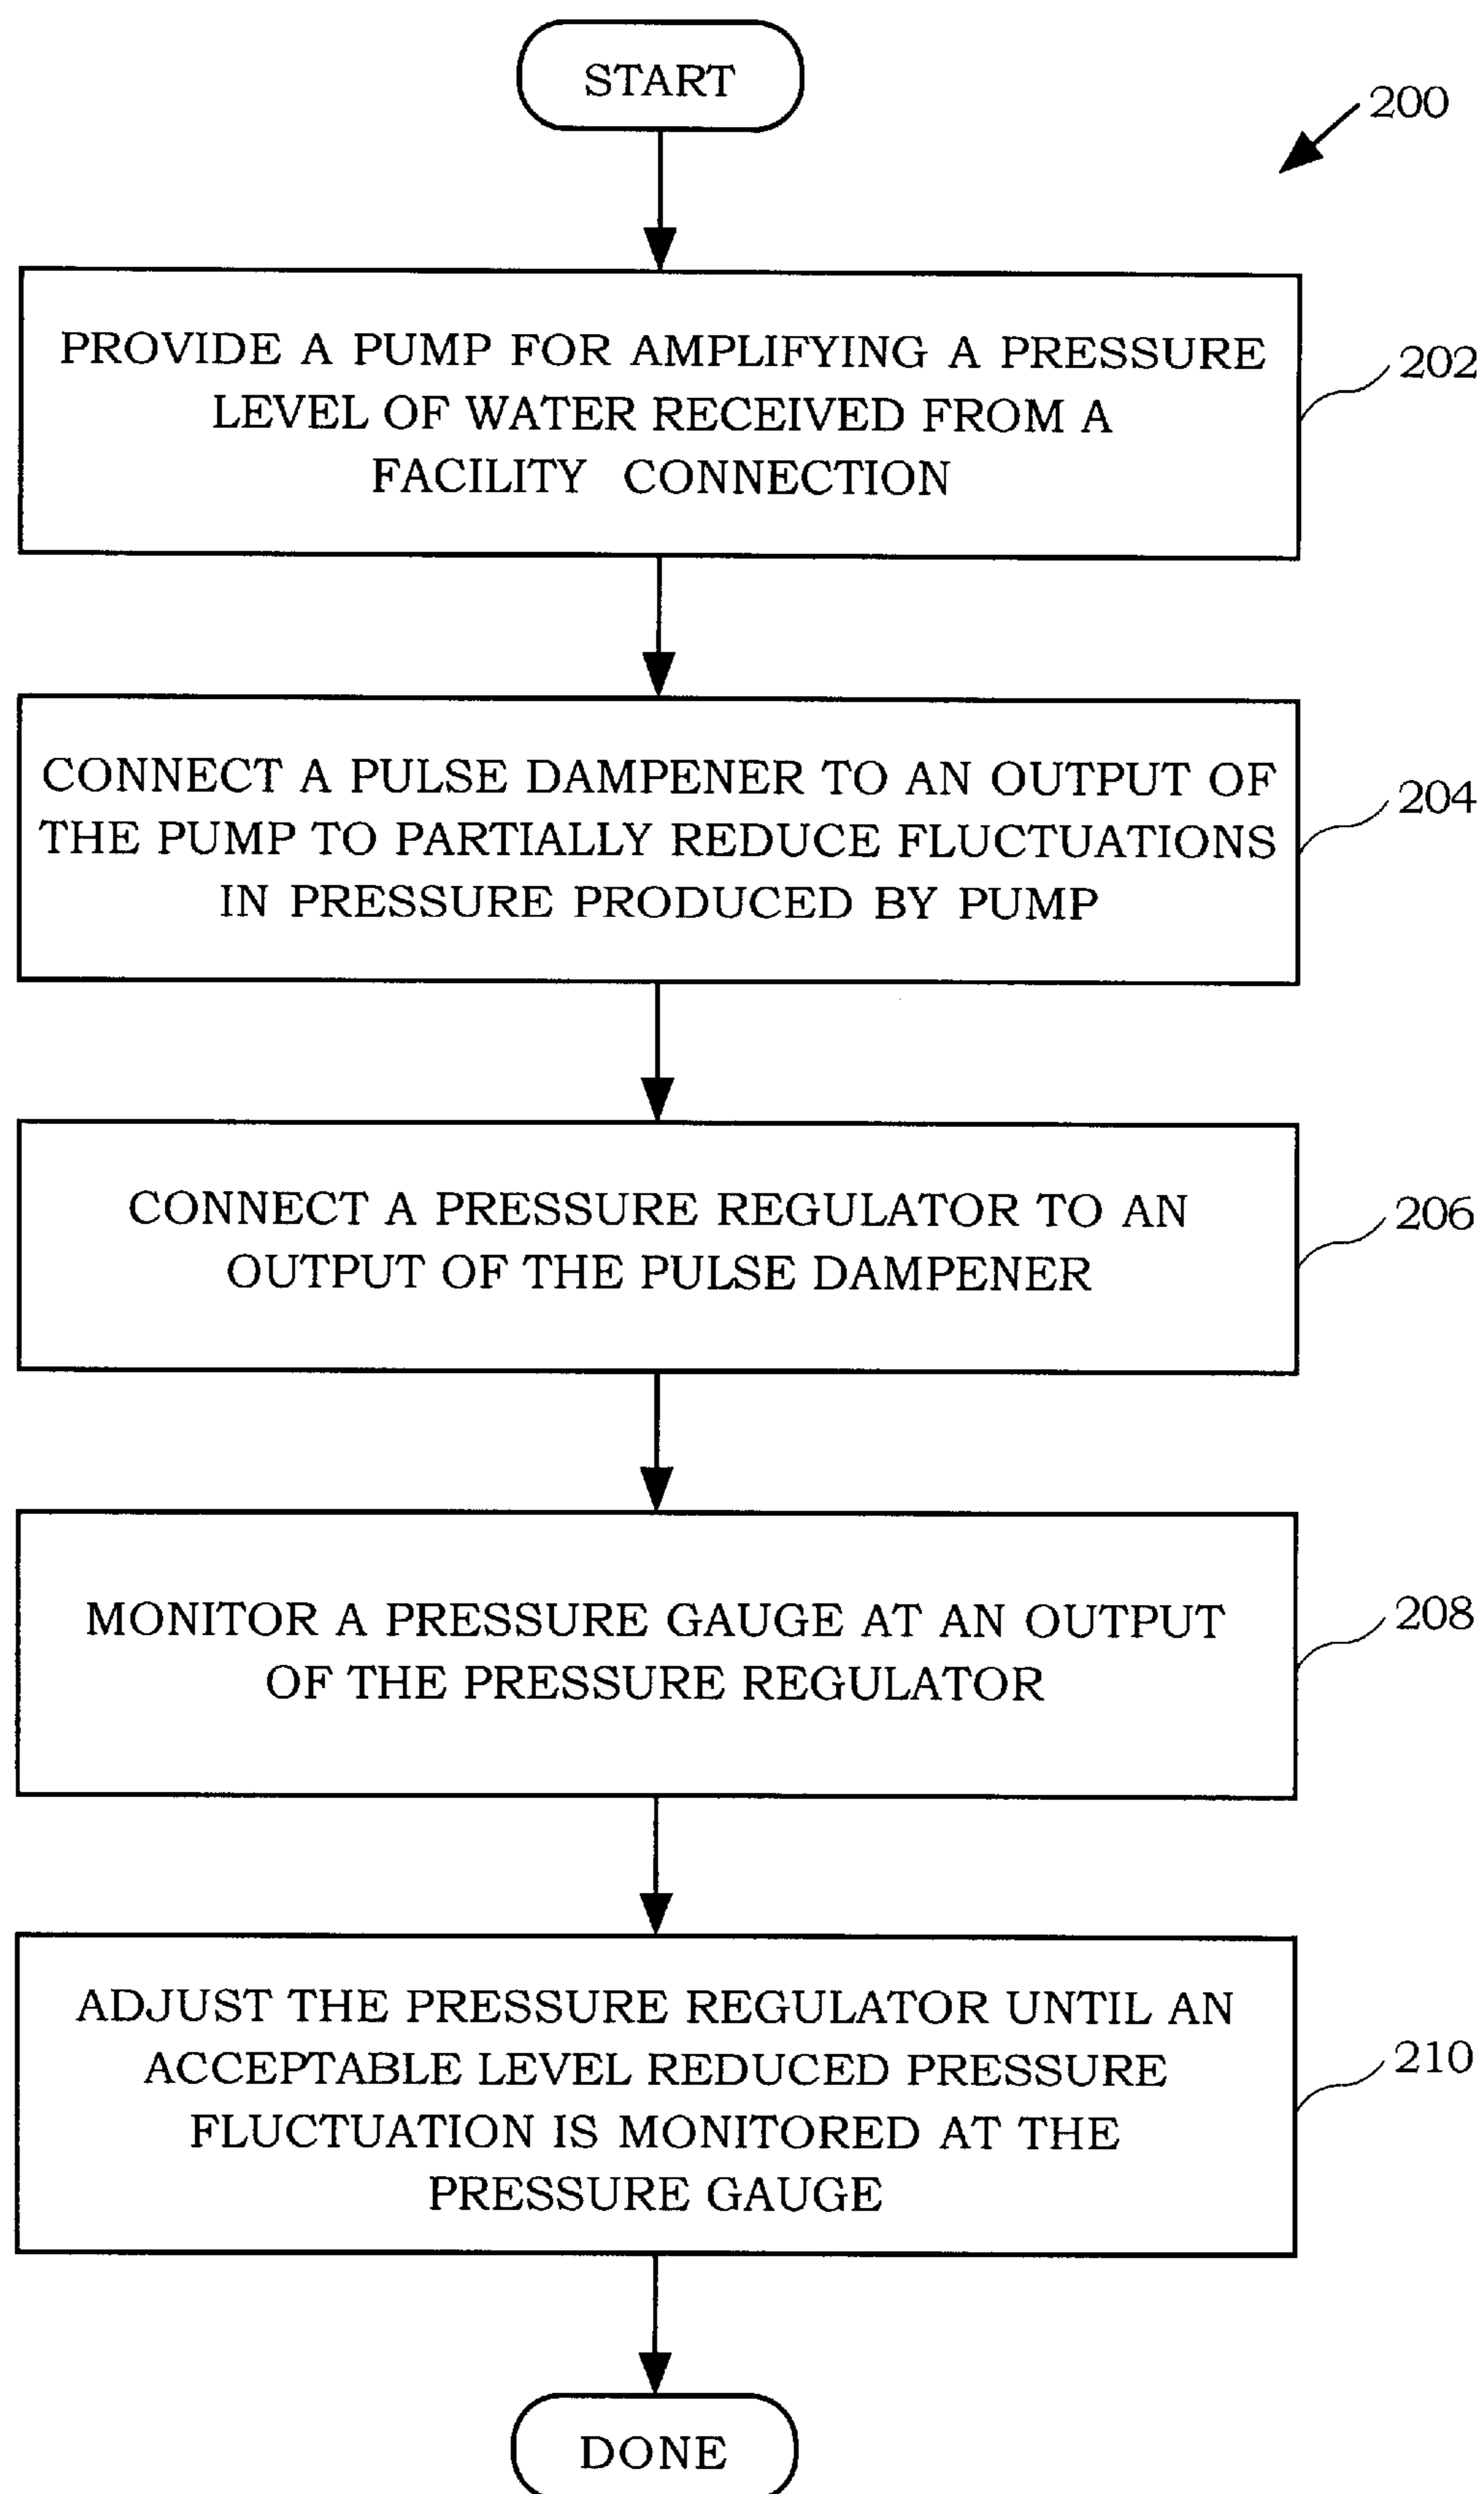 START
200
PROVIDE A PUMP FOR AMPLIFYING A PRESSURE
LEVEL OF WATER RECEIVED FROM A
FACILITY CONNECTION
202
CONNECT A PULSE DAMPENER TO AN OUTPUT OF
THE PUMP TO PARTIALLY REDUCE FLUCTUATIONS
IN PRESSURE PRODUCED BY PUMP
204
CONNECT A PRESSURE REGULATOR TO AN
OUTPUT OF THE PULSE DAMPENER
206
MONITOR A PRESSURE GAUGE AT AN OUTPUT
OF THE PRESSURE REGULATOR
208
ADJUST THE PRESSURE REGULATOR UNTIL AN
ACCEPTABLE LEVEL REDUCED PRESSURE
FLUCTUATION IS MONITORED AT THE
PRESSURE GAUGE
210
DONE